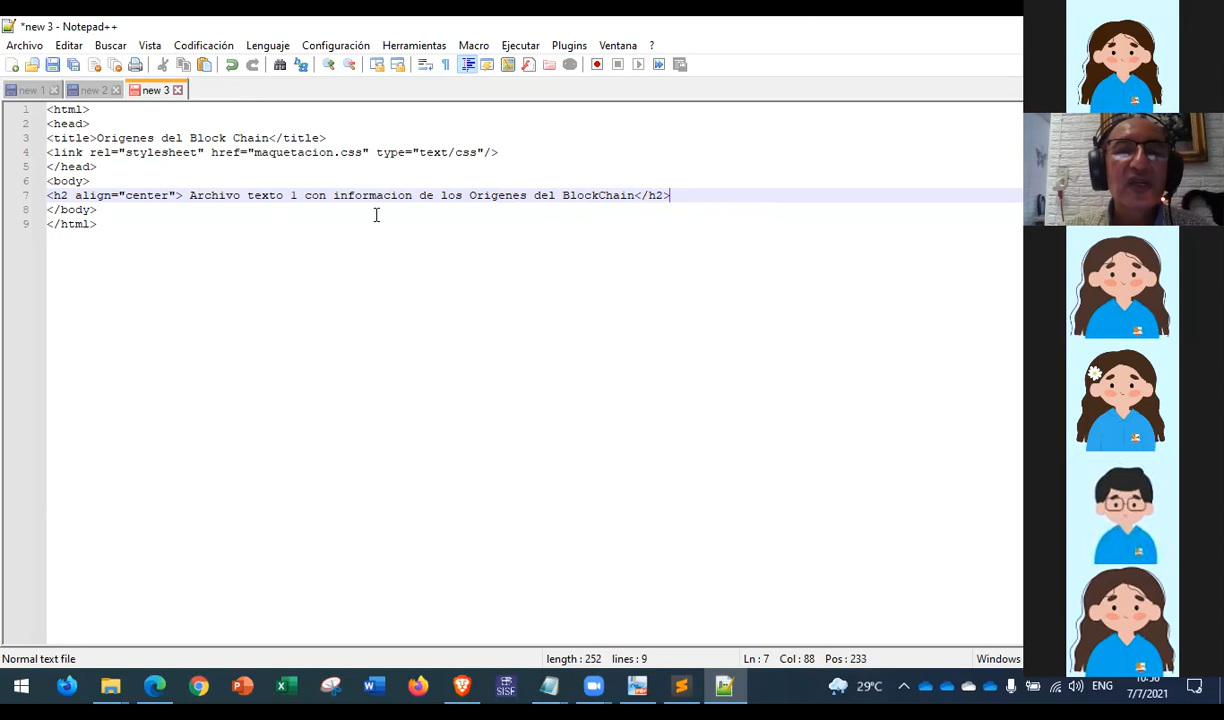 *new 3 - Notepad++
Archivo Editar Buscar Vista Codificación Lenguaje Configuración Herramientas Macro Ejecutar Plugins Ventana ?
new 1 new 2 new 3
1 <html>
2 <head>
3 <title>Origenes del Block Chain</title>
4 <link rel="stylesheet" href="maquetacion.css" type="text/css"/>
5 </head>
6 <body>
7 <h2 align="center"> Archivo texto 1 con informacion de los Origenes del BlockChain</h2>
8 </body>
9 </html>
Normal text file length : 252 lines : 9 Ln : 7 Col : 88 Pos : 233 Windows
SISF 29°C ENG
7/7/2021